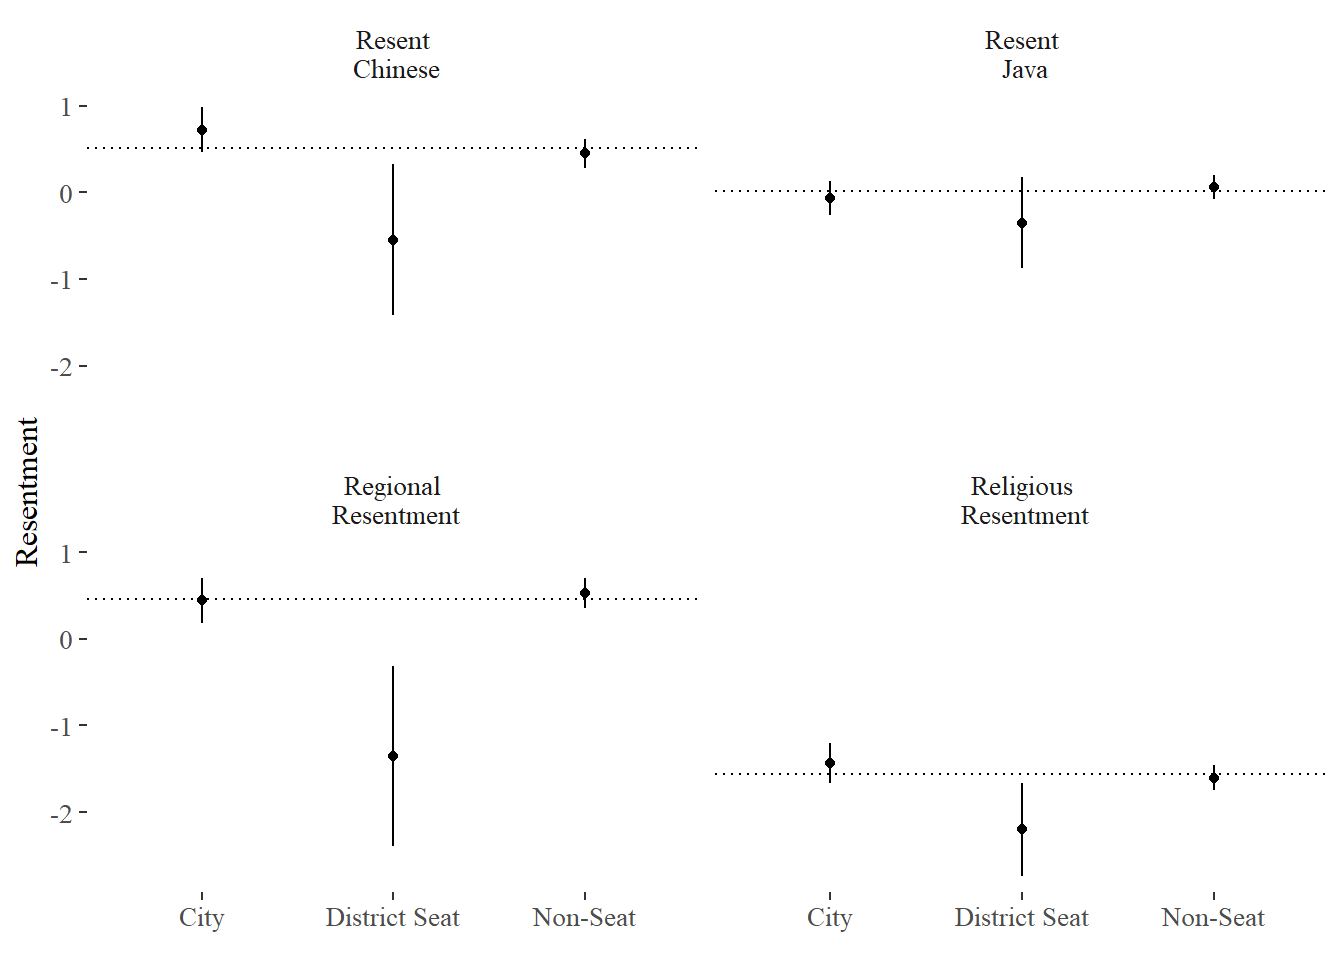 Resent
Chinese
Resent
Java
1
0
-1
-2
Resentment
Regional
Resentment
Religious
Resentment
1
0
-1
-2
City
District Seat
Non-Seat
City
District Seat
Non-Seat